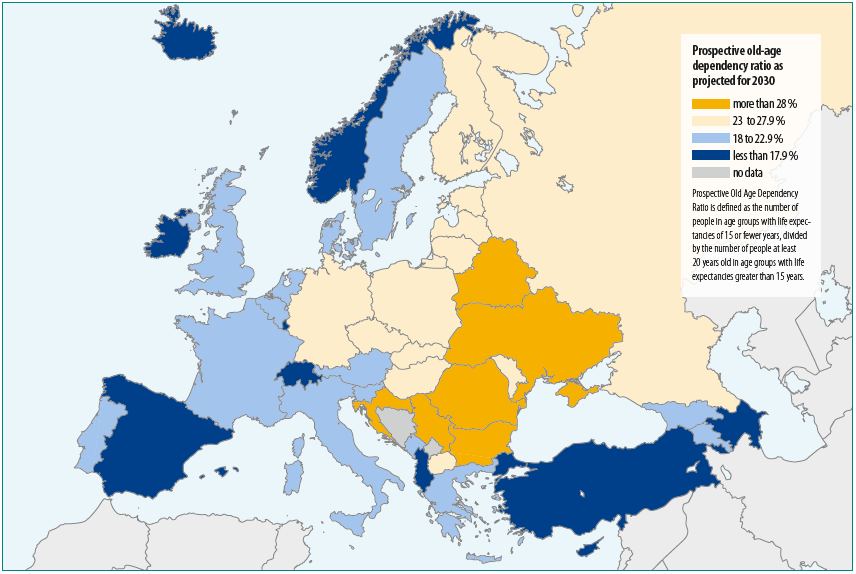 Prospective old-age
dependency ratio as
projected for 2030
more than 28 %
23 to 27.9 %
18 to 22.9 %
less than 17.9 %
no data
Prospective Old Age Dependency
Ratio is defined as the number of
people in age groups with life expec-
tancies of 15 or fewer years, divided
by the number of people at least
20 years old in age groups with life
expectancies greater than 15 years.